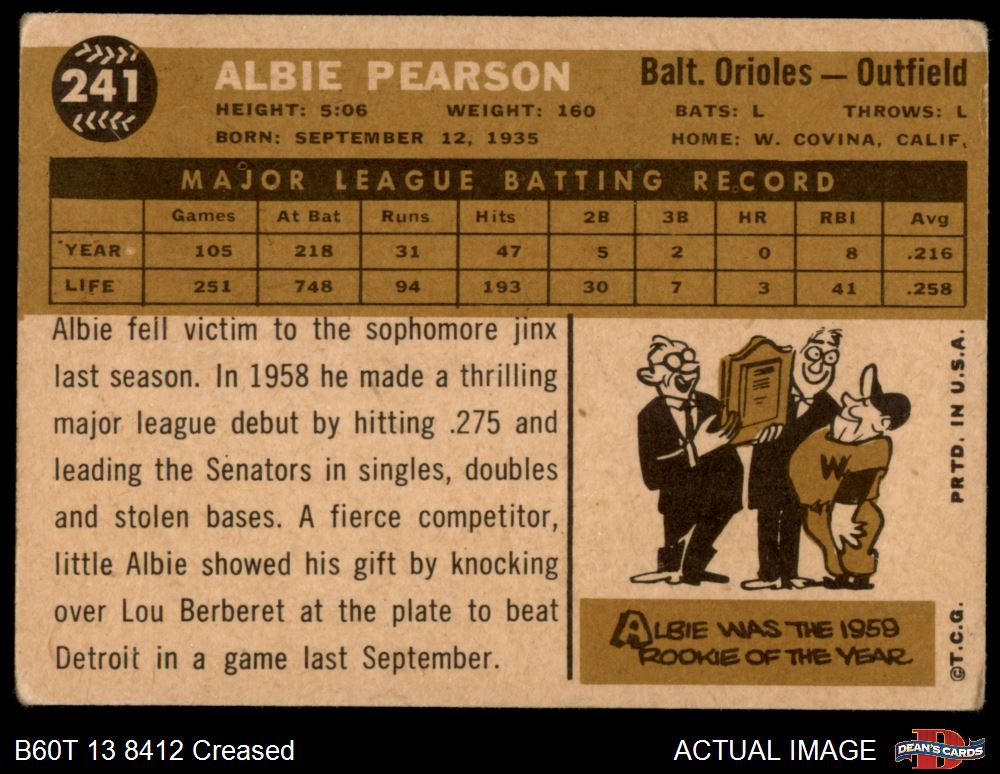 241
ALBIE PEARSON
Balt. Orioles — Outfield
HEIGHT: 5:06 WEIGHT: 160 BATS: L THROWS: L
BORN: SEPTEMBER 12, 1935 HOME: W. COVINA, CALIF.
MAJOR LEAGUE BATTING RECORD
Games At Bat Runs Hits 2B 3B HR RBI Avg
YEAR 105 218 31 47 5 2 0 8 .216
LIFE 251 748 94 193 30 7 3 41 .258
Albie fell victim to the sophomore jinx
last season. In 1958 he made a thrilling
major league debut by hitting .275 and
leading the Senators in singles, doubles
and stolen bases. A fierce competitor,
little Albie showed his gift by knocking
over Lou Berberet at the plate to beat
Detroit in a game last September.
W
ALBIE WAS THE 1959
ROOKIE OF THE YEAR
©T.C.G. PRTD. IN U.S.A.
B60T 13 8412 Creased
ACTUAL IMAGE
D
DEAN'S CARDS